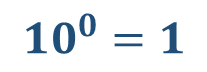 10⁰ = 1